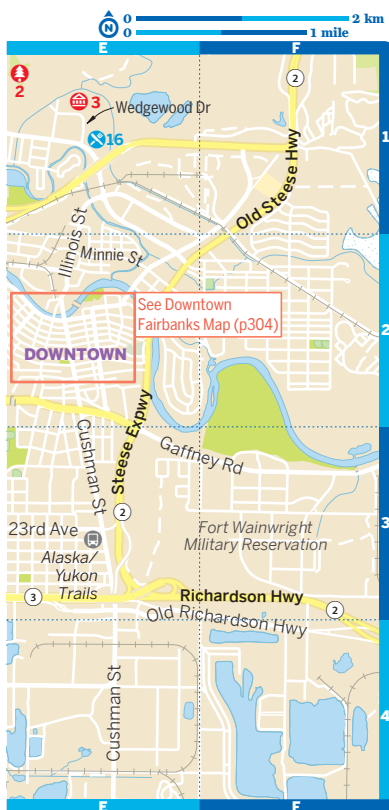 N
0 2 km
0 1 mile
E F
2
2
3
Wedgewood Dr
16
1
Old Steese Hwy
Illinois St
Minnie St
See Downtown
Fairbanks Map (p304)
2
DOWNTOWN
Steese Expwy
Cushman St
Gaffney Rd
2
23rd Ave
Fort Wainwright
Military Reservation
3
Alaska/
Yukon
Trails
3
Richardson Hwy
2
Old Richardson Hwy
Cushman St
4
E F